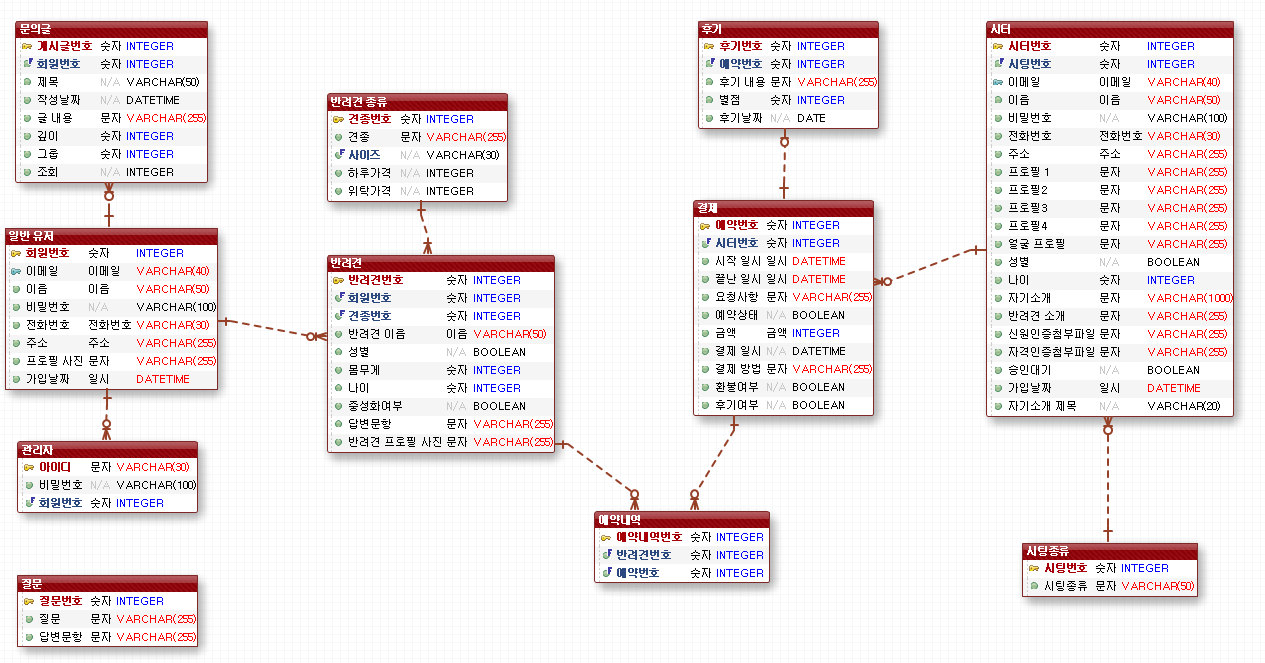 문의글
게시글번호 숫자 INTEGER
회원번호 숫자 INTEGER
제목 N/A VARCHAR(50)
작성날짜 N/A DATETIME
글 내용 문자 VARCHAR(255)
깊이 숫자 INTEGER
그룹 숫자 INTEGER
조회 N/A INTEGER
일반 유저
회원번호 숫자 INTEGER
이메일 이메일 VARCHAR(40)
이름 이름 VARCHAR(50)
비밀번호 N/A VARCHAR(100)
전화번호 전화번호 VARCHAR(30)
주소 주소 VARCHAR(255)
프로필 사진 문자 VARCHAR(255)
가입날짜 일시 DATETIME
관리자
아이디 문자 VARCHAR(30)
비밀번호 N/A VARCHAR(100)
회원번호 숫자 INTEGER
질문
질문번호 숫자 INTEGER
질문 문자 VARCHAR(255)
답변문항 문자 VARCHAR(255)
반려견 종류
견종번호 숫자 INTEGER
견종 문자 VARCHAR(255)
사이즈 N/A VARCHAR(30)
하루가격 N/A INTEGER
위탁가격 N/A INTEGER
반려견
반려견번호 숫자 INTEGER
회원번호 숫자 INTEGER
견종번호 숫자 INTEGER
반려견 이름 이름 VARCHAR(50)
성별 N/A BOOLEAN
몸무게 숫자 INTEGER
나이 숫자 INTEGER
중성화여부 N/A BOOLEAN
답변문항 문자 VARCHAR(255)
반려견 프로필 사진 문자 VARCHAR(255)
후기
후기번호 숫자 INTEGER
예약번호 숫자 INTEGER
후기 내용 문자 VARCHAR(255)
별점 숫자 INTEGER
후기날짜 N/A DATE
결제
예약번호 숫자 INTEGER
시터번호 숫자 INTEGER
시작 일시 일시 DATETIME
끝난 일시 일시 DATETIME
요청사항 문자 VARCHAR(255)
예약상태 N/A BOOLEAN
금액 금액 INTEGER
결제 일시 N/A DATETIME
결제 방법 문자 VARCHAR(255)
환불여부 N/A BOOLEAN
후기여부 N/A BOOLEAN
예약내역
예약내역번호 숫자 INTEGER
반려견번호 숫자 INTEGER
예약번호 숫자 INTEGER
시터
시터번호 숫자 INTEGER
시팅번호 숫자 INTEGER
이메일 이메일 VARCHAR(40)
이름 이름 VARCHAR(50)
비밀번호 N/A VARCHAR(100)
전화번호 전화번호 VARCHAR(30)
주소 주소 VARCHAR(255)
프로필 1 문자 VARCHAR(255)
프로필2 문자 VARCHAR(255)
프로필3 문자 VARCHAR(255)
프로필4 문자 VARCHAR(255)
얼굴 프로필 문자 VARCHAR(255)
성별 N/A BOOLEAN
나이 숫자 INTEGER
자기소개 문자 VARCHAR(1000)
반려견 소개 문자 VARCHAR(255)
신원인증첨부파일 문자 VARCHAR(255)
자격인증첨부파일 문자 VARCHAR(255)
승인대기 N/A BOOLEAN
가입날짜 일시 DATETIME
자기소개 제목 N/A VARCHAR(20)
시팅종류
시팅번호 숫자 INTEGER
시팅종류 문자 VARCHAR(50)